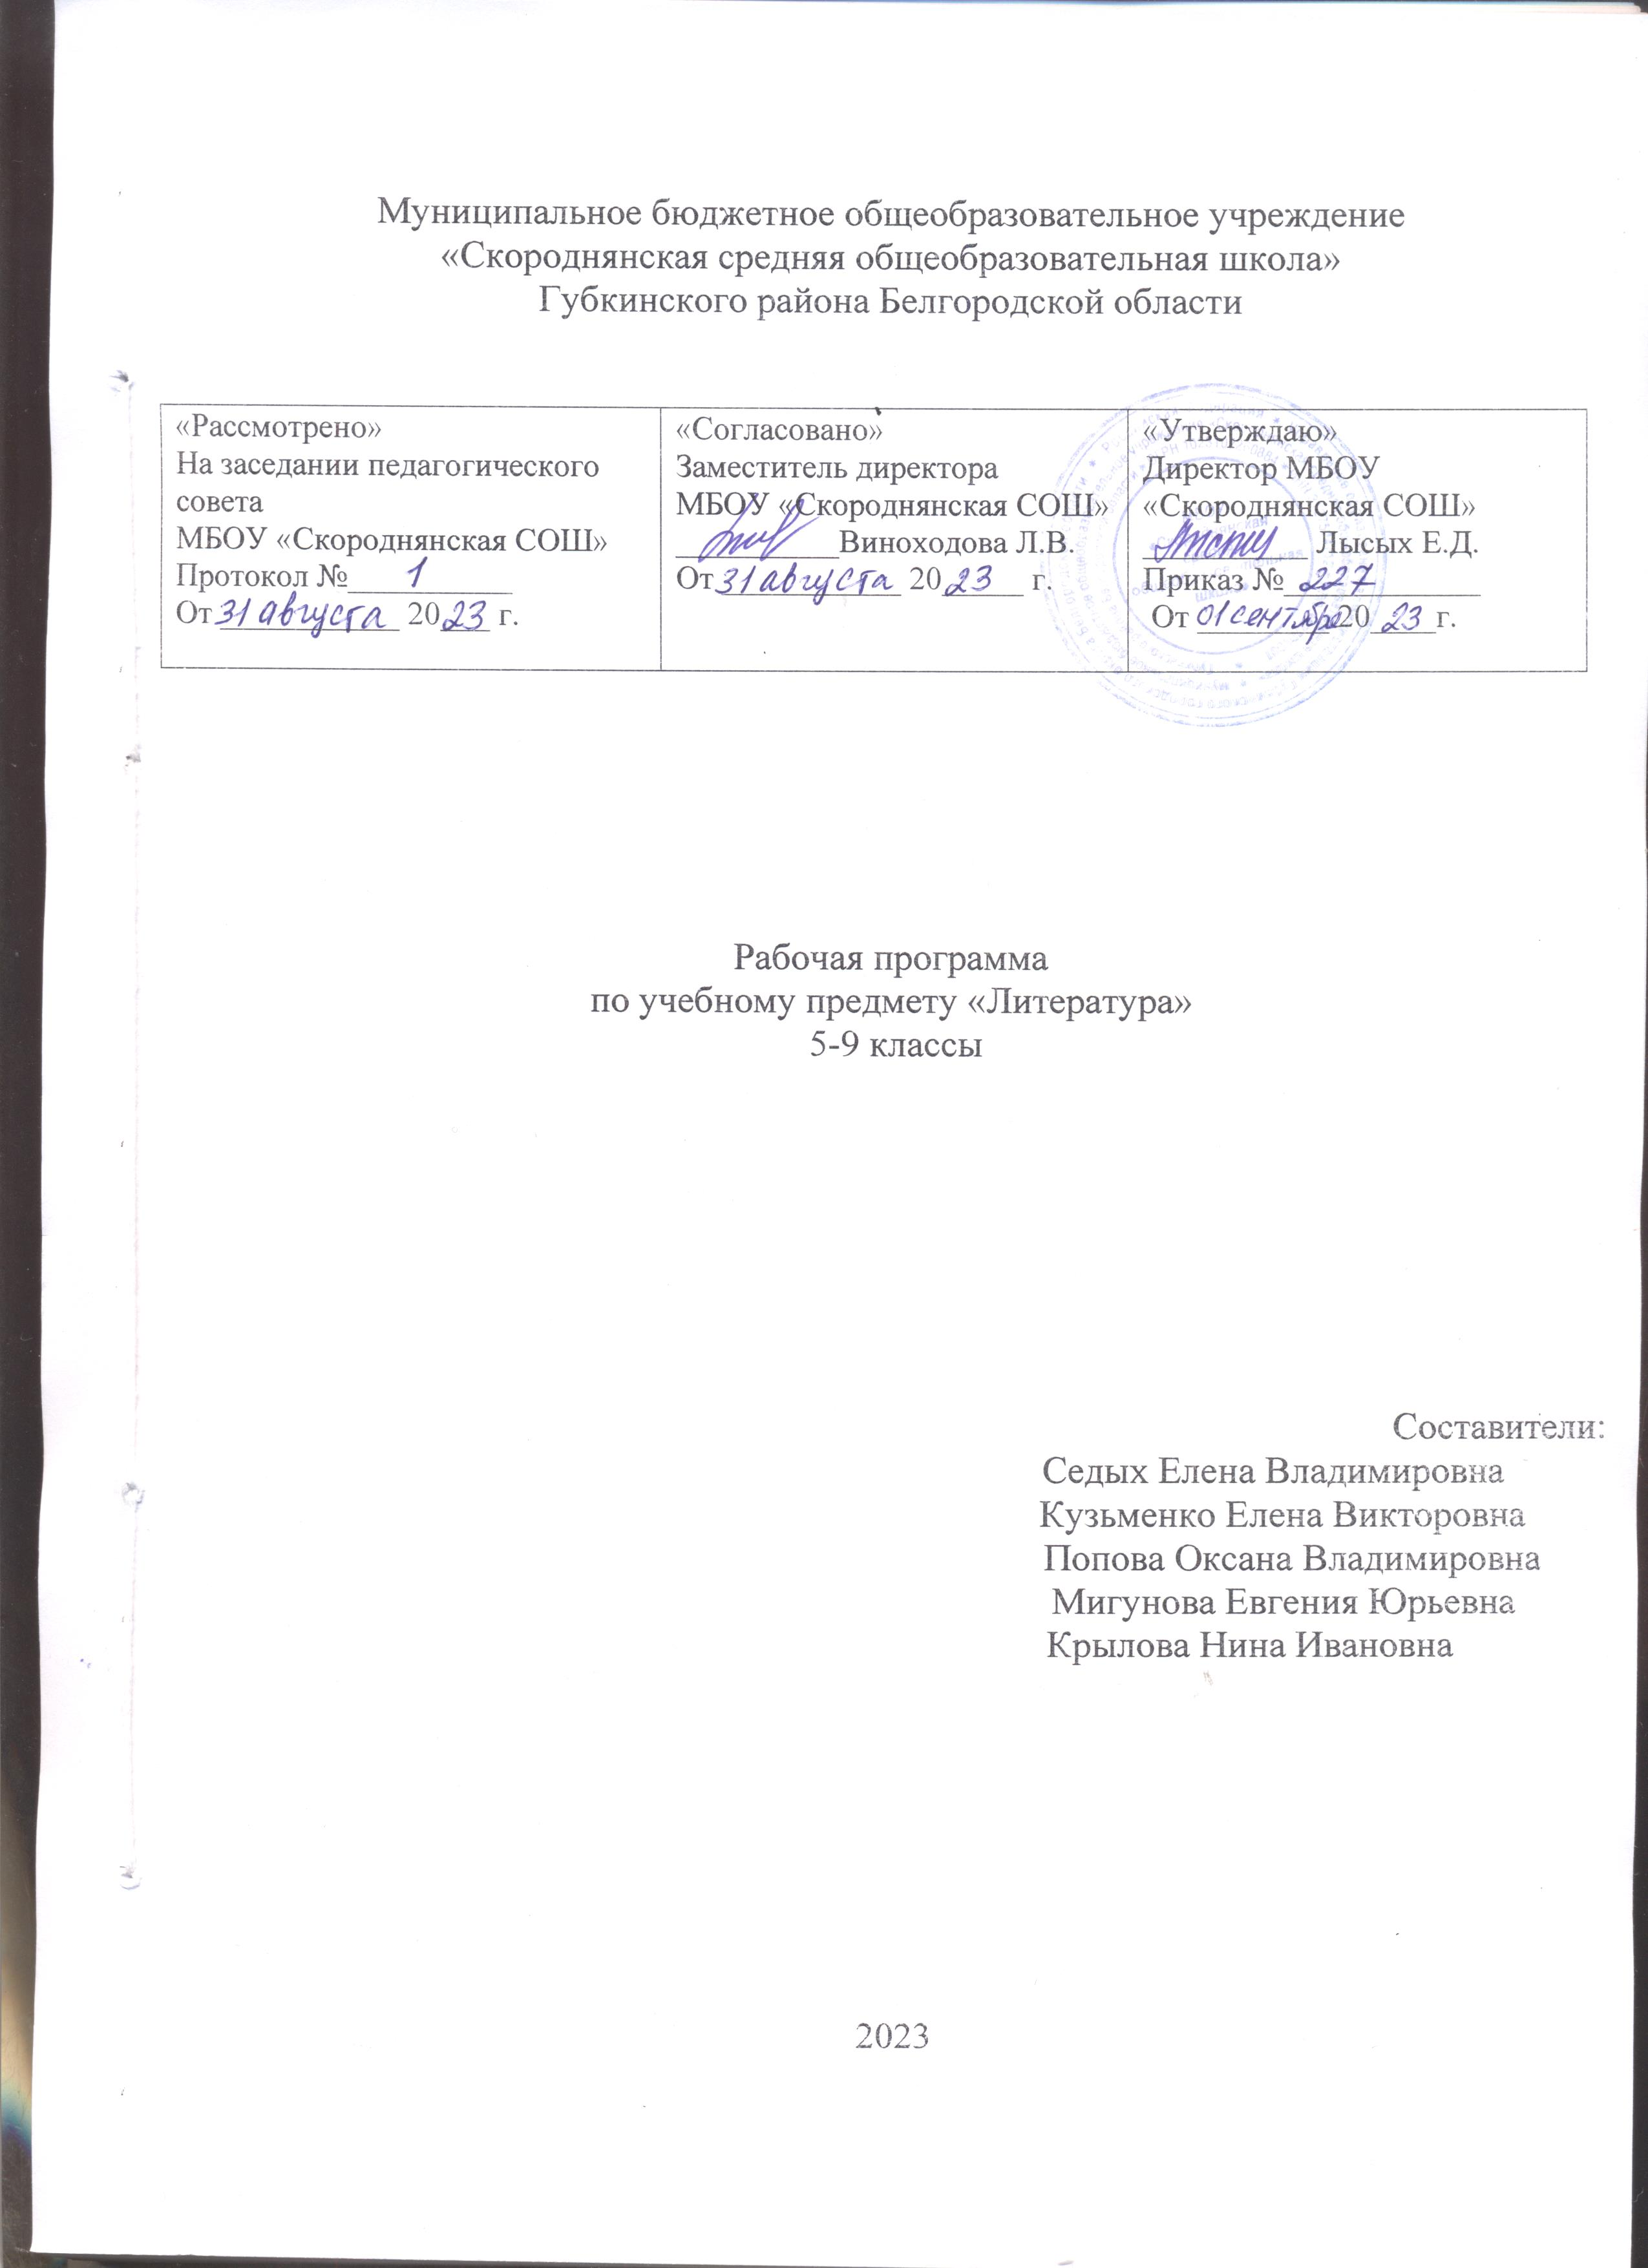 Муниципальное бюджетное общеобразовательное учреждение
«Скороднянская средняя общеобразовательная школа»
Губкинского района Белгородской области
«Рассмотрено»
На заседании педагогического
совета
МБОУ «Скороднянская СОШ»
Протокол № 1
От 31 августа 2023 г.
«Согласовано»
Заместитель директора
МБОУ «Скороднянская СОШ»
Виноходова Л.В.
От 31 августа 2023 г.
«Утверждаю»
Директор МБОУ
«Скороднянская СОШ»
Лысых Е.Д.
Приказ № 227
От 01 сентября 2023 г.
Рабочая программа
по учебному предмету «Литература»
5-9 классы
Составители:
Седых Елена Владимировна
Кузьменко Елена Викторовна
Попова Оксана Владимировна
Мигунова Евгения Юрьевна
Крылова Нина Ивановна
2023